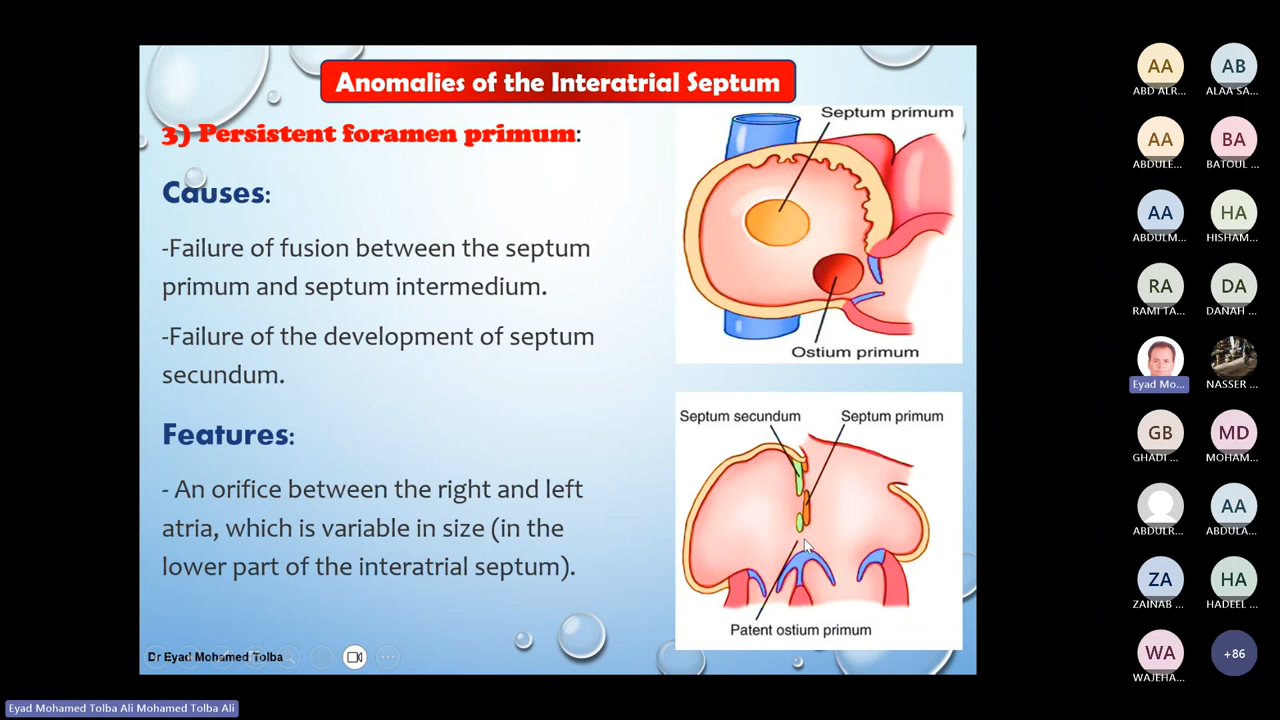 Anomalies of the Interatrial Septum
3) Persistent foramen primum:
Causes:
-Failure of fusion between the septum
primum and septum intermedium.
-Failure of the development of septum
secundum.
Features:
- An orifice between the right and left
atria, which is variable in size (in the
lower part of the interatrial septum).
Dr Eyad Mohamed Tolba
Septum primum
Ostium primum
Septum secundum
Septum primum
Patent ostium primum
AA
ABD ALR...
AB
ALAA SA...
AA
ABDULE...
BA
BATOUL ...
AA
ABDULM...
HA
HISHAM...
RA
RAMI TA...
DA
DANAH ...
Eyad Mo...
NASSER ...
GB
GHADI ...
MD
MOHAM...
ABDULR...
AA
ABDULA...
ZA
ZAINAB ...
HA
HADEEL ...
WA
WAJEHA...
+86
Eyad Mohamed Tolba Ali Mohamed Tolba Ali